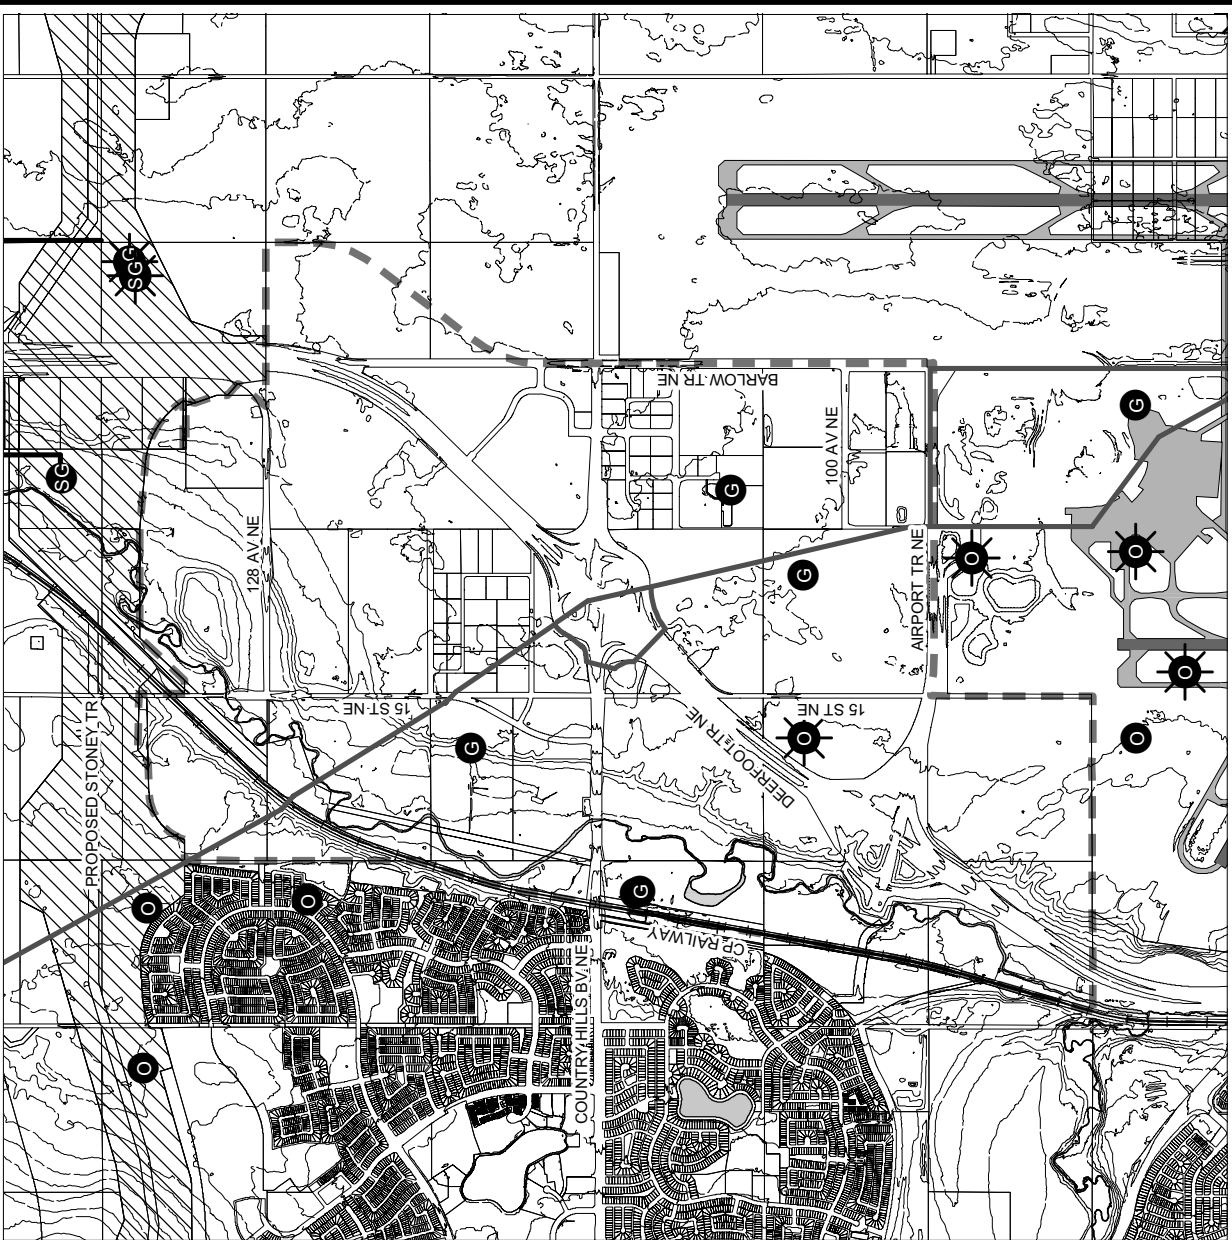 SG
G
BARLOW TR NE
G
SG
G
100 AV NE
128 AV NE
AIRPORT TR NE
O
O
G
O
PROPOSED STONEY TR
15 ST NE
15 ST NE
G
DEERFOOT TR NE
O
O
O
O
G
CP RAILWAY
COUNTRY HILLS BV NE
O